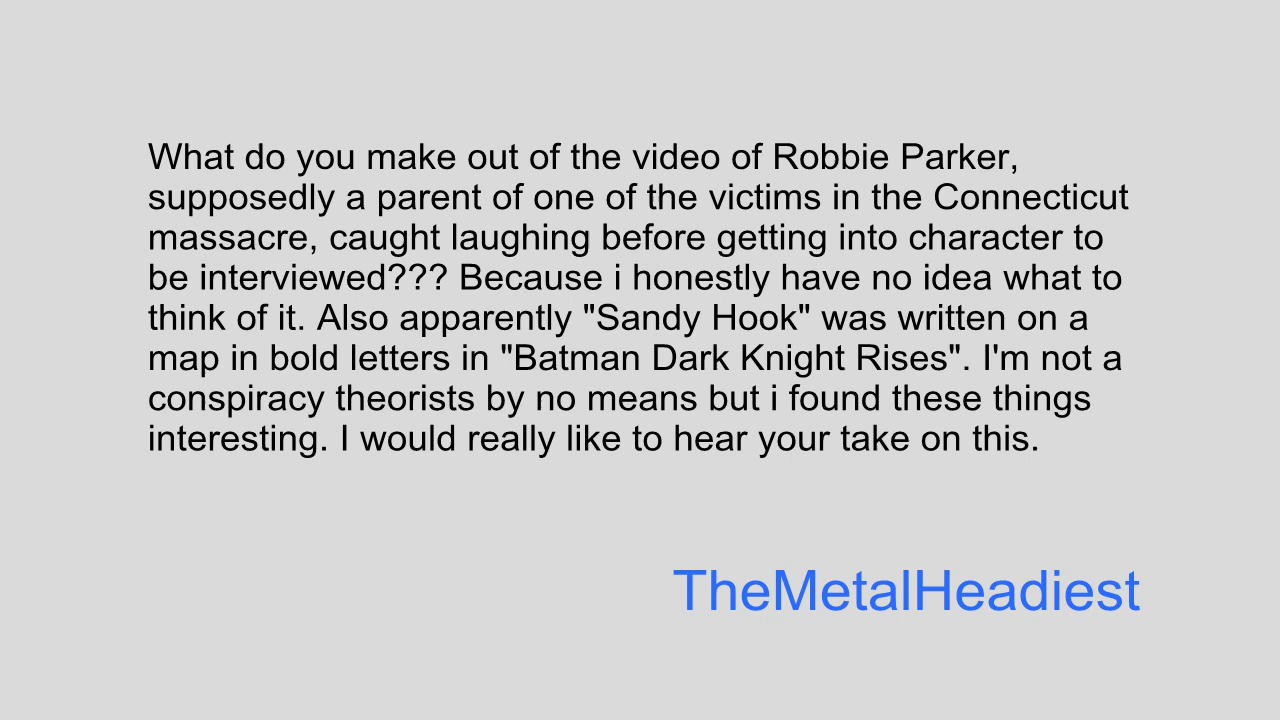 What do you make out of the video of Robbie Parker,
supposedly a parent of one of the victims in the Connecticut
massacre, caught laughing before getting into character to
be interviewed??? Because i honestly have no idea what to
think of it. Also apparently "Sandy Hook" was written on a
map in bold letters in "Batman Dark Knight Rises". I'm not a
conspiracy theorists by no means but i found these things
interesting. I would really like to hear your take on this.
TheMetalHeadiest